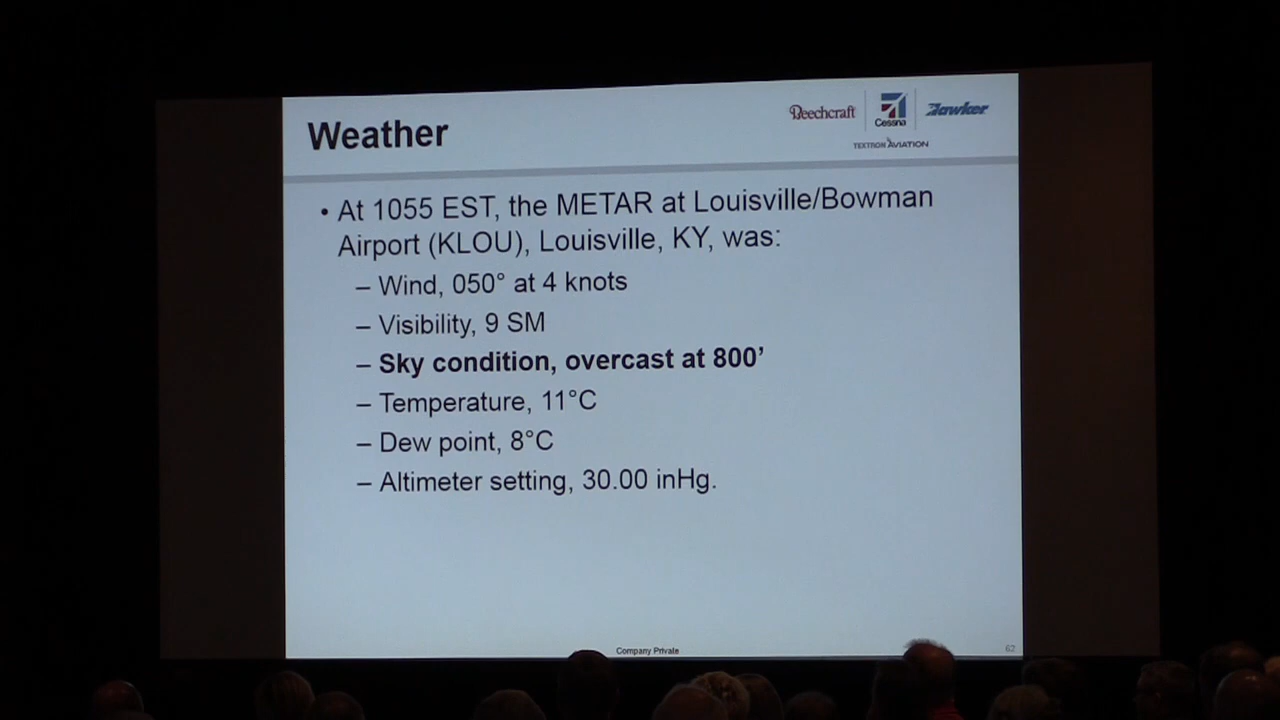 Weather
Beechcraft
Cessna
Hawker
TEXTRON AVIATION
• At 1055 EST, the METAR at Louisville/Bowman
Airport (KLOU), Louisville, KY, was:
– Wind, 050° at 4 knots
– Visibility, 9 SM
– Sky condition, overcast at 800’
– Temperature, 11°C
– Dew point, 8°C
– Altimeter setting, 30.00 inHg.
Company Private
62